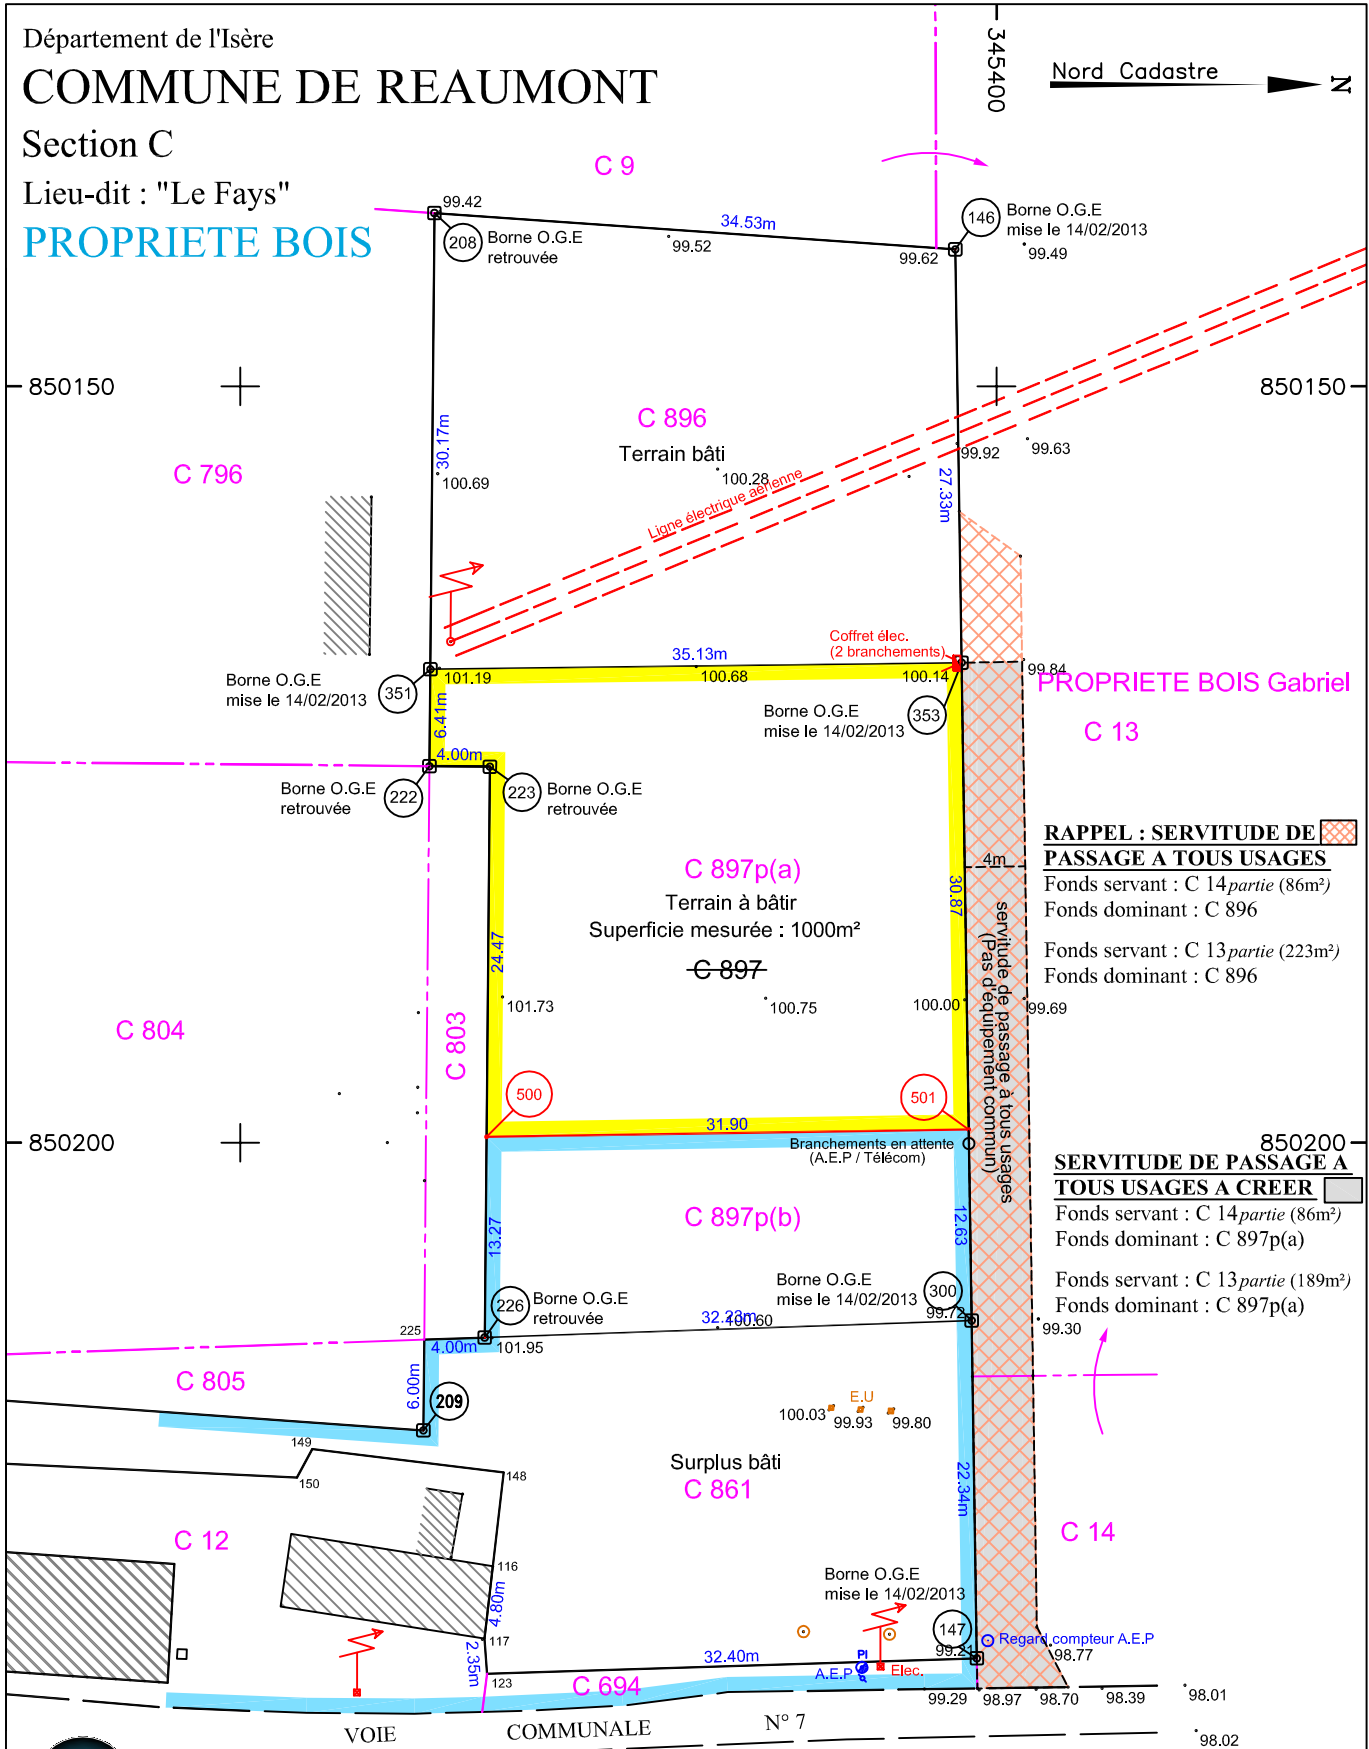 Département de l'Isère
COMMUNE DE REAUMONT
Section C
Lieu-dit : "Le Fays"
PROPRIETE BOIS
345400
Nord Cadastre
N
C 9
99.42
208
Borne O.G.E
retrouvée
34.53m
99.52
99.62
146
Borne O.G.E
mise le 14/02/2013
99.49
850150
850150
C 896
Terrain bâti
100.28
30.17m
100.69
C 796
99.92
99.63
27.33m
Ligne électrique aérienne
Coffret élec.
(2 branchements)
35.13m
101.19
100.68
100.14
99.84
Borne O.G.E
mise le 14/02/2013
351
6.41m
PROPRIETE BOIS Gabriel
C 13
Borne O.G.E
mise le 14/02/2013
353
4.00m
Borne O.G.E
retrouvée
222
223
Borne O.G.E
retrouvée
RAPPEL : SERVITUDE DE
PASSAGE A TOUS USAGES
Fonds servant : C 14partie (86m²)
Fonds dominant : C 896
Fonds servant : C 13partie (223m²)
Fonds dominant : C 896
4m
C 897p(a)
Terrain à bâtir
Superficie mesurée : 1000m²
C 897
30.87
24.47
servitude de passage à tous usages
(Pas d'équipement commun)
101.73
100.75
100.00
99.69
C 804
C 803
500
501
31.90
850200
850200
Branchements en attente
(A.E.P / Télécom)
SERVITUDE DE PASSAGE A
TOUS USAGES A CREER
Fonds servant : C 14partie (86m²)
Fonds dominant : C 897p(a)
Fonds servant : C 13partie (189m²)
Fonds dominant : C 897p(a)
C 897p(b)
13.27
12.63
Borne O.G.E
mise le 14/02/2013
300
226
Borne O.G.E
retrouvée
32.23m
100.60
99.72
99.30
225
4.00m
101.95
C 805
6.00m
209
E.U
100.03
99.93
99.80
149
150
148
Surplus bâti
C 861
22.34m
C 12
C 14
116
4.80m
Borne O.G.E
mise le 14/02/2013
147
117
2.35m
Regard compteur A.E.P
99.21
98.77
32.40m
PI
A.E.P
Elec.
123
C 694
99.29
98.97
98.70
98.39
98.01
VOIE COMMUNALE N° 7
98.02